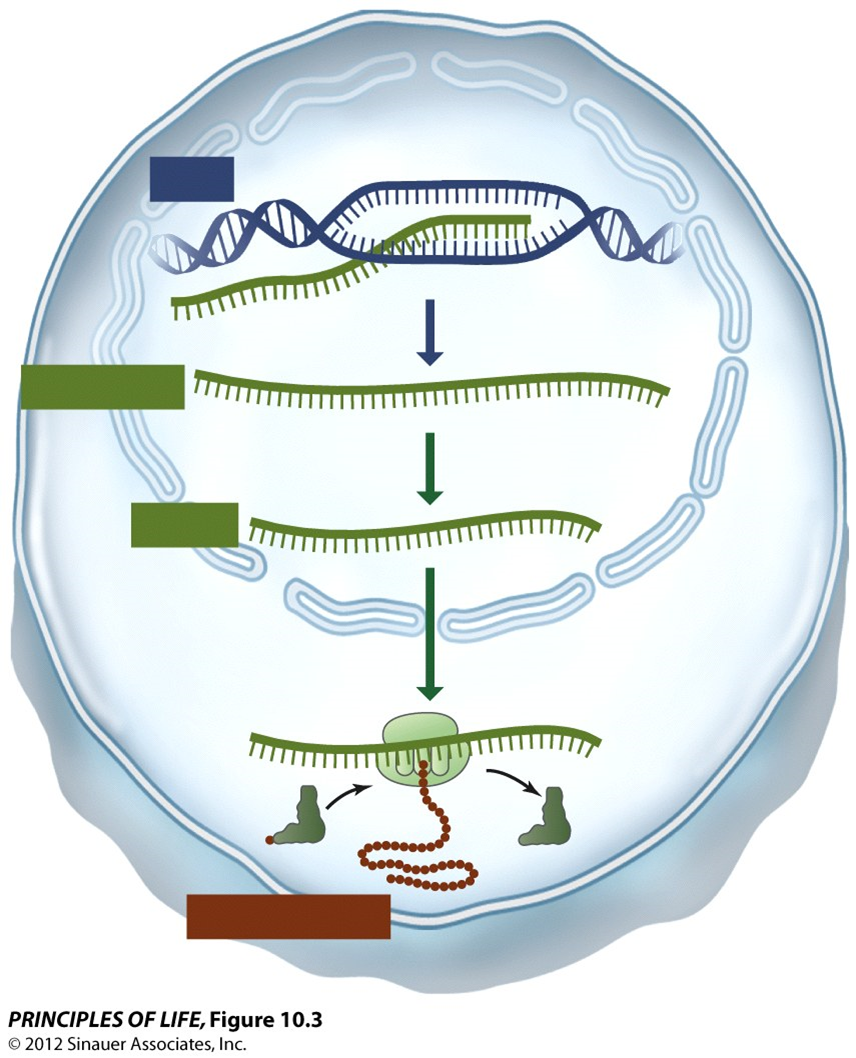 PRINCIPLES OF LIFE, Figure 10.3
© 2012 Sinauer Associates, Inc.